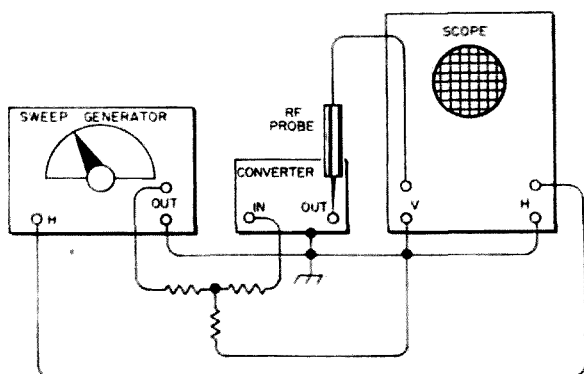 SCOPE
SWEEP GENERATOR
RF
PROBE
CONVERTER
H
OUT
IN
OUT
V
H